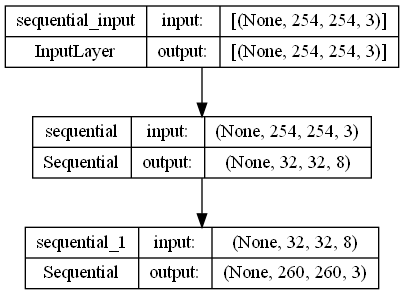 sequential_input input: [(None, 254, 254, 3)]
InputLayer output: [(None, 254, 254, 3)]
sequential input: (None, 254, 254, 3)
Sequential output: (None, 32, 32, 8)
sequential_1 input: (None, 32, 32, 8)
Sequential output: (None, 260, 260, 3)